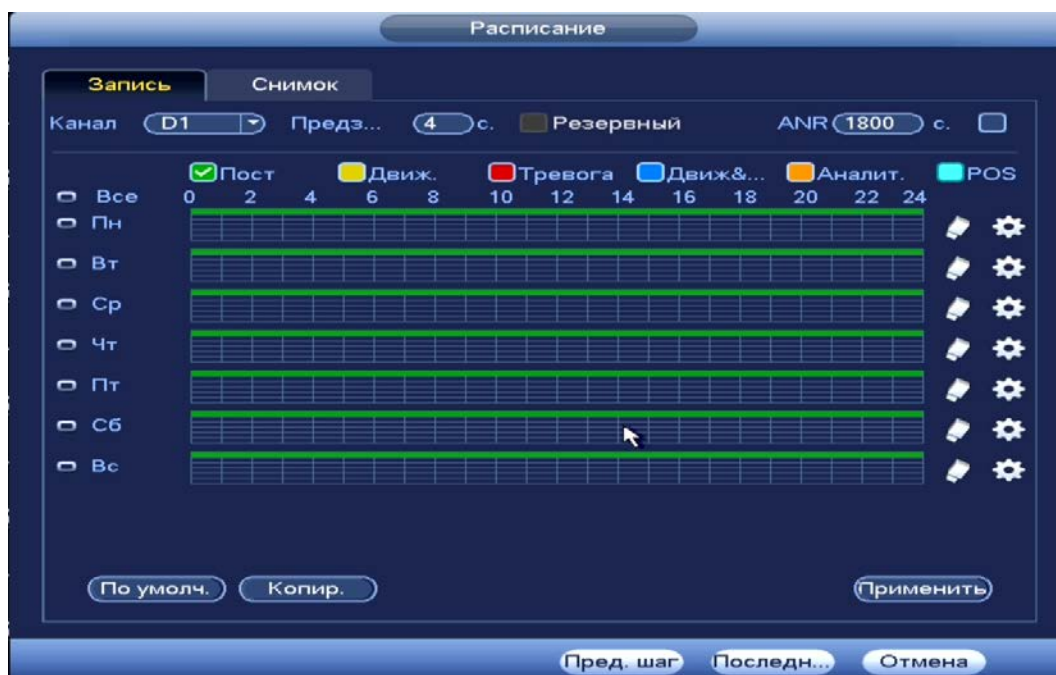 Расписание
Запись Снимок
Канал D1 Предз... 4 с. Резервный ANR 1800 с.
Пост Движ. Тревога Движ&... Аналит. POS
Все 0 2 4 6 8 10 12 14 16 18 20 22 24
Пн
Вт
Ср
Чт
Пт
Сб
Вс
По умолч. Копир. Применить
Пред. шаг Последн... Отмена